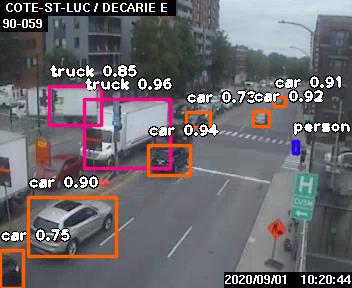 COTE-ST-LUC / DECARIE E
90-059
truck 0.85
truck 0.96
car 0.91
car 0.73
car 0.92
car 0.94
person
car 0.90
H
CUSM
car 0.75
2020/09/01 10:20:44